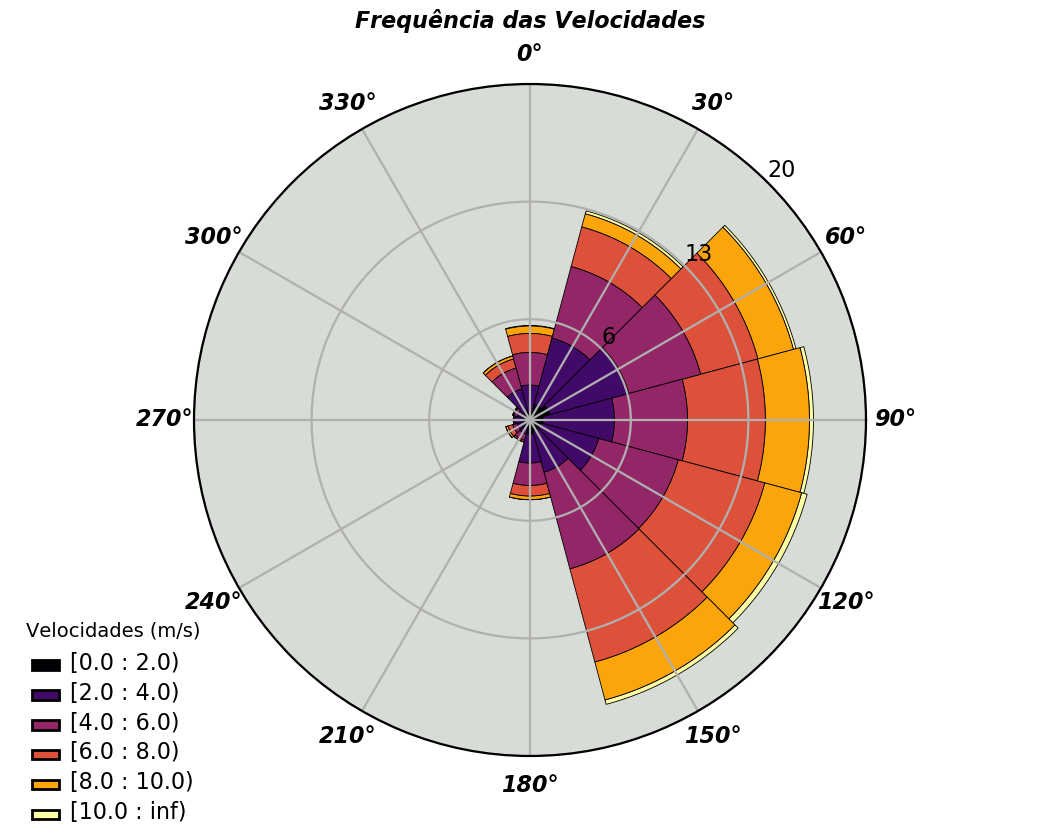 Frequência das Velocidades
0°
330°
30°
20
300°
60°
13
6
270°
90°
240°
120°
210°
150°
180°
Velocidades (m/s)
[0.0 : 2.0)
[2.0 : 4.0)
[4.0 : 6.0)
[6.0 : 8.0)
[8.0 : 10.0)
[10.0 : inf)